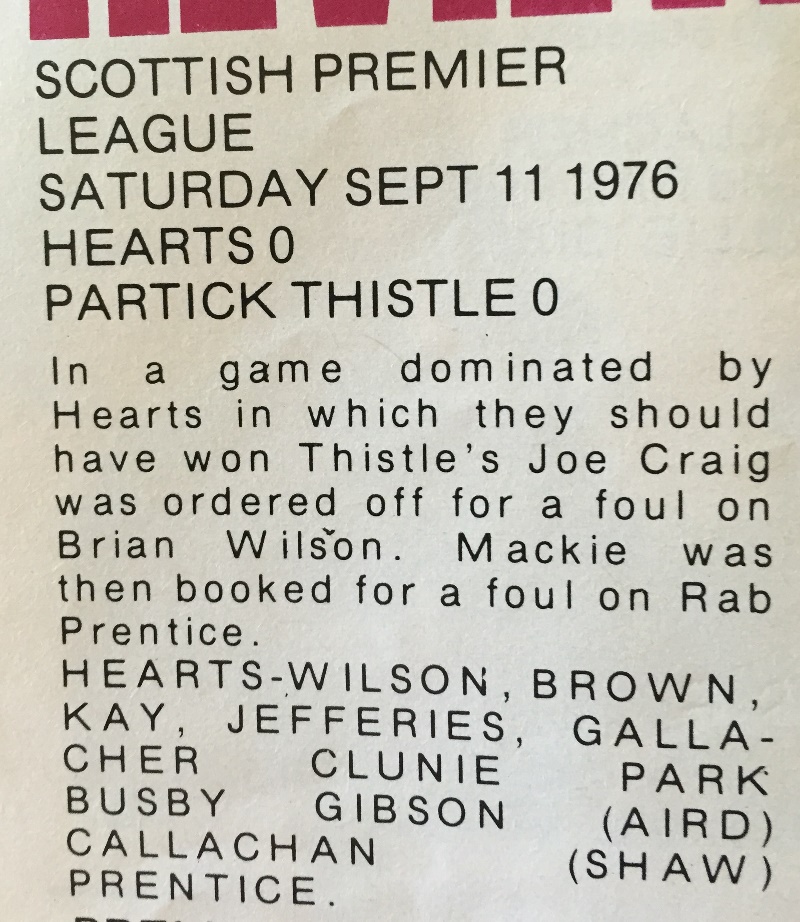 SCOTTISH PREMIER
LEAGUE
SATURDAY SEPT 11 1976
HEARTS 0
PARTICK THISTLE 0
In a game dominated by
Hearts in which they should
have won Thistle's Joe Craig
was ordered off for a foul on
Brian Wilson. Mackie was
then booked for a foul on Rab
Prentice.
HEARTS-WILSON, BROWN,
KAY, JEFFERIES, GALLA-
CHER CLUNIE PARK
BUSBY GIBSON (AIRD)
CALLACHAN (SHAW)
PRENTICE.